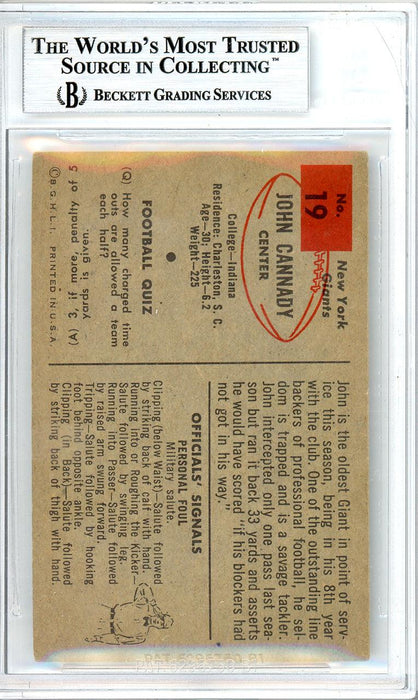 THE WORLD'S MOST TRUSTED
SOURCE IN COLLECTING™
B BECKETT GRADING SERVICES
No.
19
New York
Giants
JOHN CANNADY
CENTER
College—Indiana
Residence: Charleston, S. C.
Age—30; Height—6.2
Weight—225
FOOTBALL QUIZ
(Q) How many charged time
outs are allowed a team
each half?
(A) 3, if more, penalty of 5
yards is given.
©B.G.H.L.I. PRINTED IN U.S.A.
John is the oldest Giant in point of serv-
ice this season, being in his 8th year
with the club. One of the outstanding line
backers of professional football, he sel-
dom is trapped and is a savage tackler.
John intercepted only one pass last sea-
son but ran it back 33 yards and asserts
he would have scored "if his blockers had
not got in his way."
OFFICIALS' SIGNALS
PERSONAL FOUL
Military salute.
Clipping (below Waist)—Salute followed
by striking back of calf with hand.
Running Into or Roughing the Kicker—
Salute followed by swinging leg.
Running into Passer—Salute followed
by raised arm swung forward.
Tripping—Salute followed by hooking
foot behind opposite ankle.
Clipping (in Back)—Salute followed
by striking back of thigh with hand.